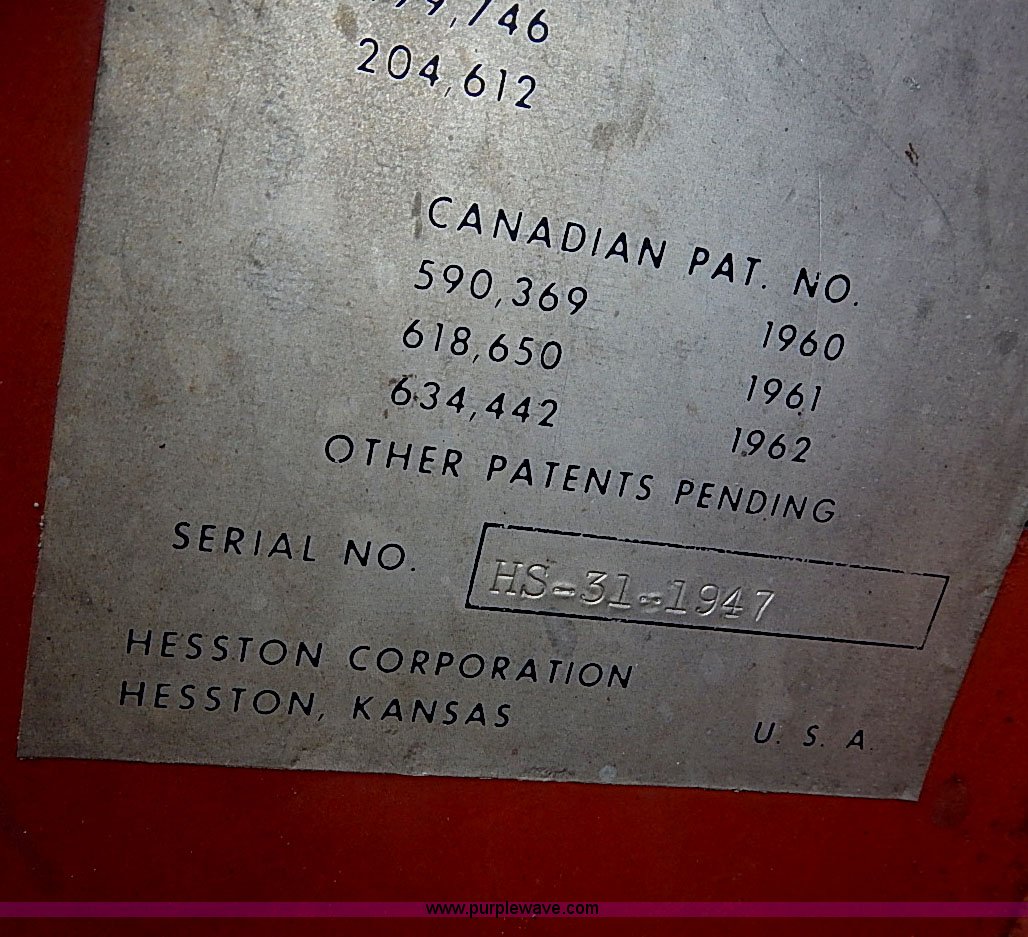 ,746
204,612
CANADIAN PAT. NO.
590,369 1960
618,650 1961
634,442 1962
OTHER PATENTS PENDING
SERIAL NO. HS-31-1947
HESSTON CORPORATION
HESSTON, KANSAS
U. S. A.
www.purplewave.com